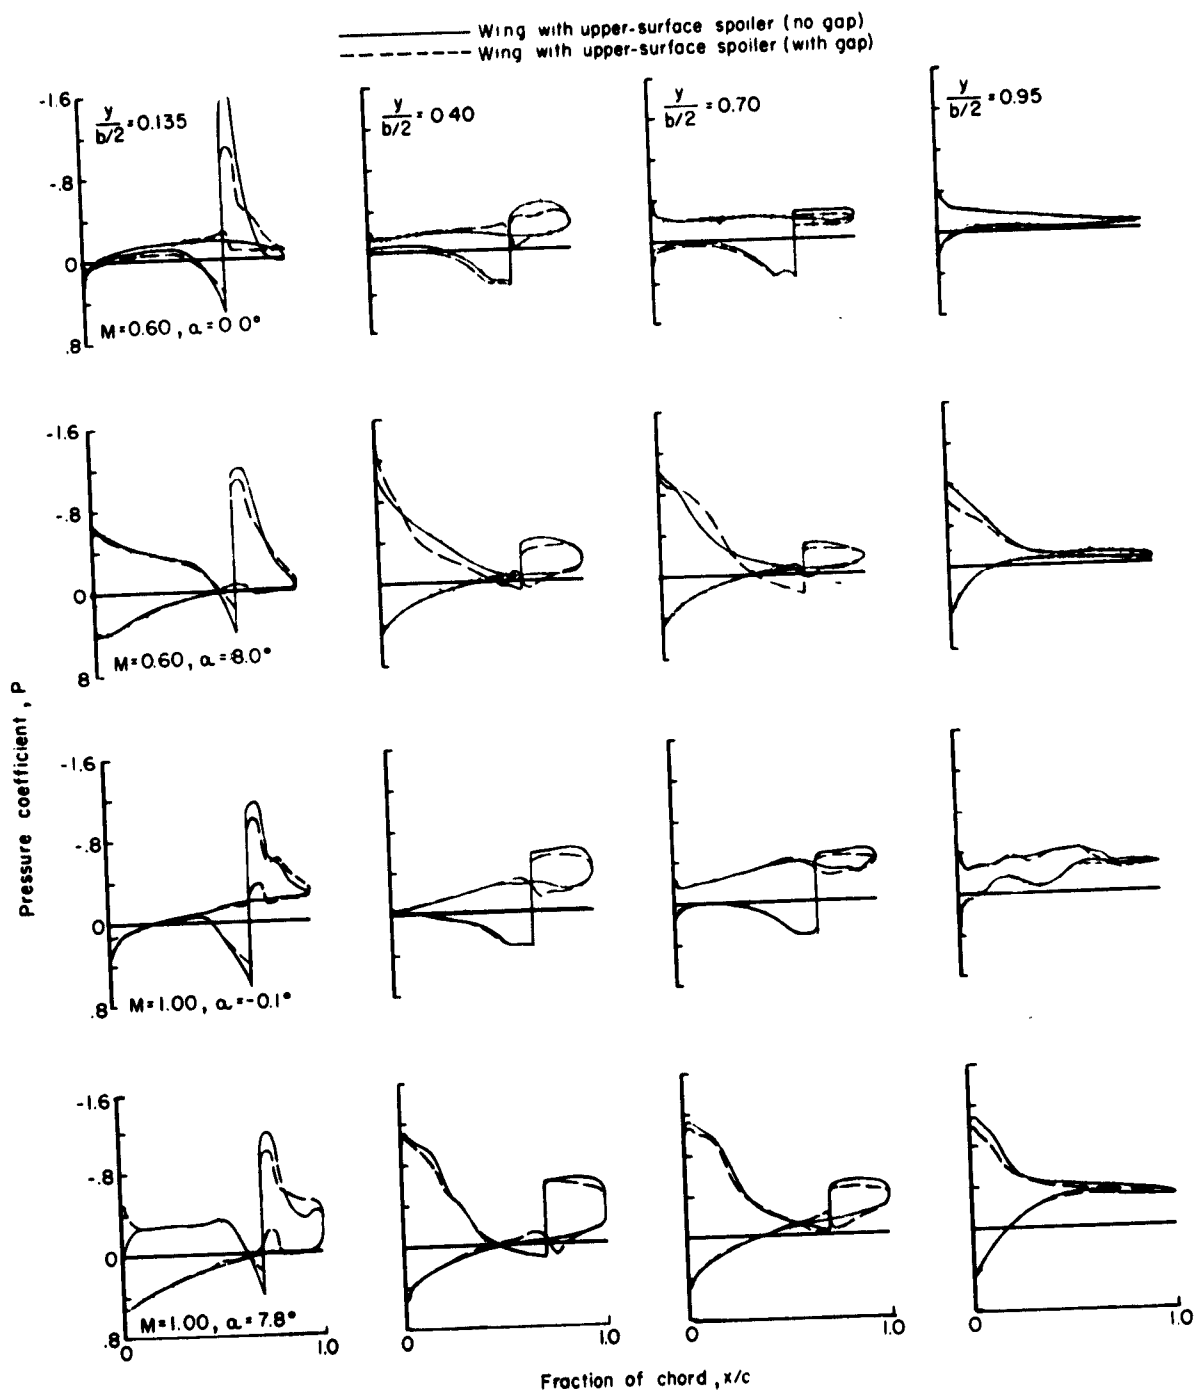 Wing with upper-surface spoiler (no gap)
Wing with upper-surface spoiler (with gap)
-1.6
-.8
0
.8
y
b/2 = 0.135
M=0.60, α=0 0°
y
b/2 = 0 40
y
b/2 = 0.70
y
b/2 = 0.95
-1.6
-.8
0
8
M=0.60, α=8.0°
-1.6
-.8
0
.8
M=1.00, α=-0.1°
-1.6
-.8
0
.8
M=1.00, α=7.8°
0 1.0
0 1.0
0 1.0
0 1.0
Pressure coefficient, P
Fraction of chord, x/c